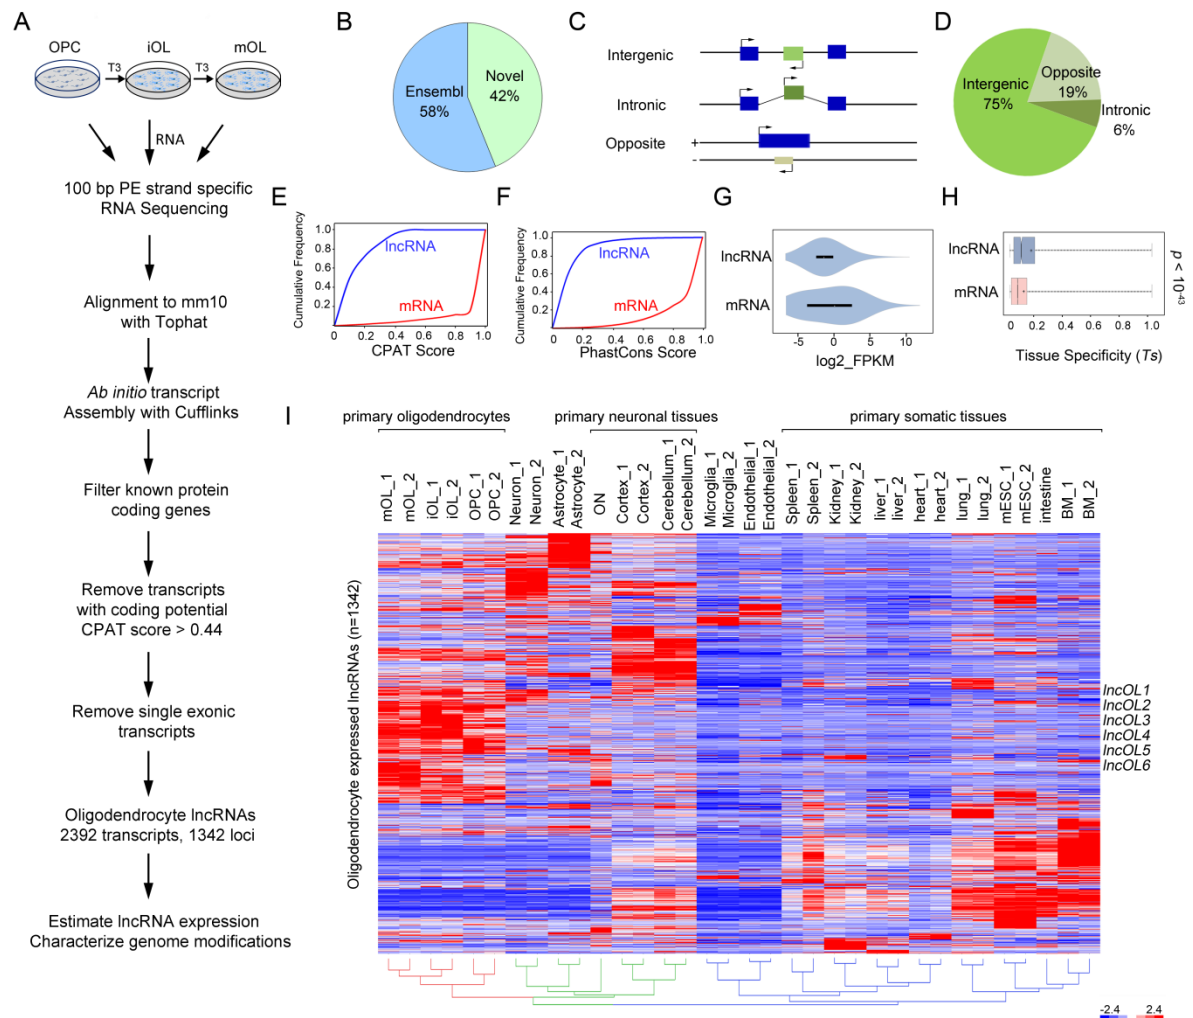 A
OPC
iOL
mOL
T3
T3
RNA
100 bp PE strand specific
RNA Sequencing
Alignment to mm10
with Tophat
Ab initio transcript
Assembly with Cufflinks
Filter known protein
coding genes
Remove transcripts
with coding potential
CPAT score > 0.44
Remove single exonic
transcripts
Oligodendrocyte lncRNAs
2392 transcripts, 1342 loci
Estimate lncRNA expression
Characterize genome modifications
B
Ensembl
58%
Novel
42%
C
Intergenic
Intronic
Opposite
+
-
D
Intergenic
75%
Opposite
19%
Intronic
6%
E
Cumulative Frequency
1.0
0.8
0.6
0.4
0.2
lncRNA
mRNA
0 0.2 0.4 0.6 0.8 1.0
CPAT Score
F
Cumulative Frequency
1.0
0.8
0.6
0.4
0.2
lncRNA
mRNA
0 0.2 0.4 0.6 0.8 1.0
PhastCons Score
G
lncRNA
mRNA
-5 0 5 10
log2_FPKM
H
lncRNA
mRNA
p < 10-43
0 0.2 0.4 0.6 0.8 1.0
Tissue Specificity (Ts)
I
primary oligodendrocytes
primary neuronal tissues
primary somatic tissues
mOL_1
mOL_2
iOL_1
iOL_2
OPC_1
OPC_2
Neuron_1
Neuron_2
Astrocyte_1
Astrocyte_2
ON
Cortex_1
Cortex_2
Cerebellum_1
Cerebellum_2
Microglia_1
Microglia_2
Endothelial_1
Endothelial_2
Spleen_1
Spleen_2
Kidney_1
Kidney_2
liver_1
liver_2
heart_1
heart_2
lung_1
lung_2
mESC_1
mESC_2
intestine
BM_1
BM_2
Oligodendrocyte expressed lncRNAs (n=1342)
lncOL1
lncOL2
lncOL3
lncOL4
lncOL5
lncOL6
-2.4 2.4